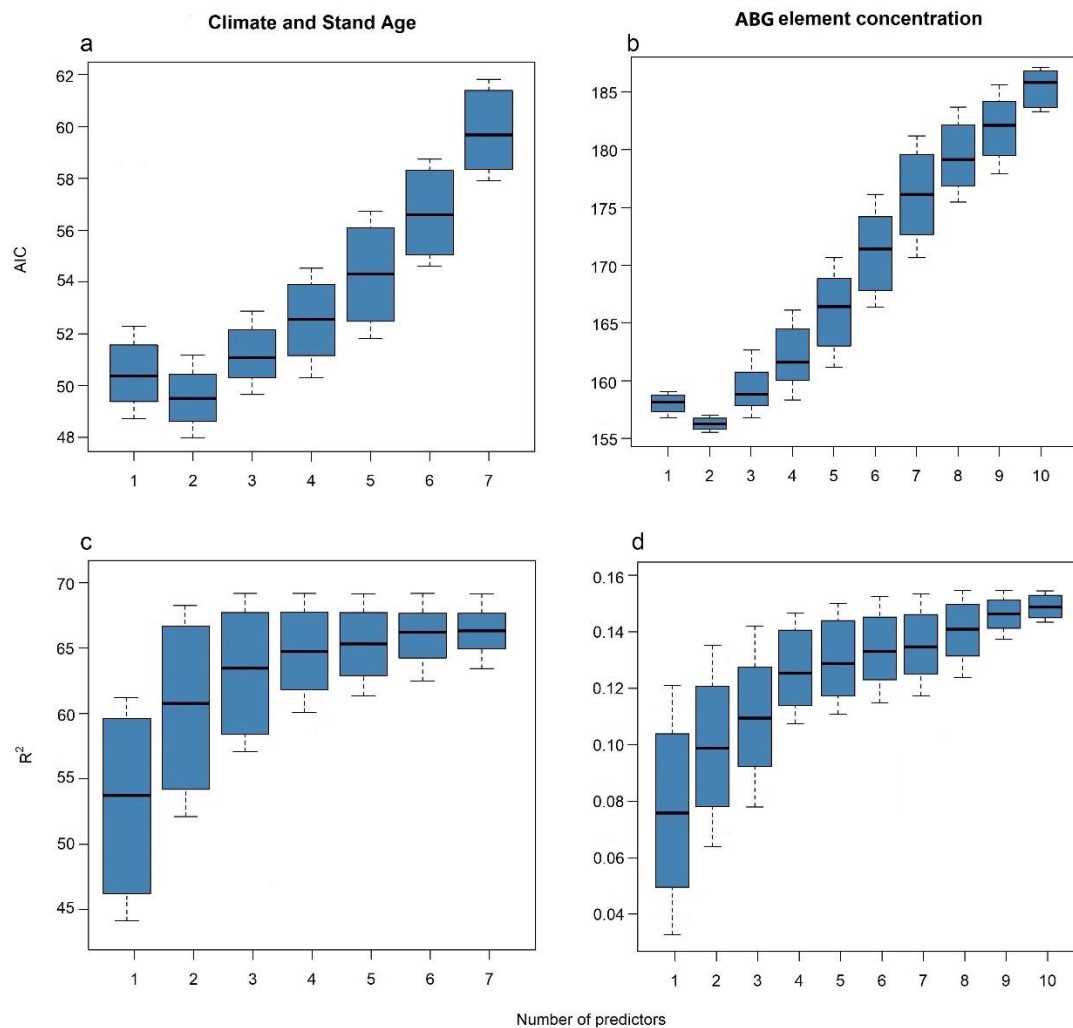 Climate and Stand Age
ABG element concentration
a
62
60
58
56
54
52
50
48
AIC
1 2 3 4 5 6 7
b
185
180
175
170
165
160
155
1 2 3 4 5 6 7 8 9 10
c
70
65
60
55
50
45
R²
1 2 3 4 5 6 7
d
0.16
0.14
0.12
0.10
0.08
0.06
0.04
1 2 3 4 5 6 7 8 9 10
Number of predictors